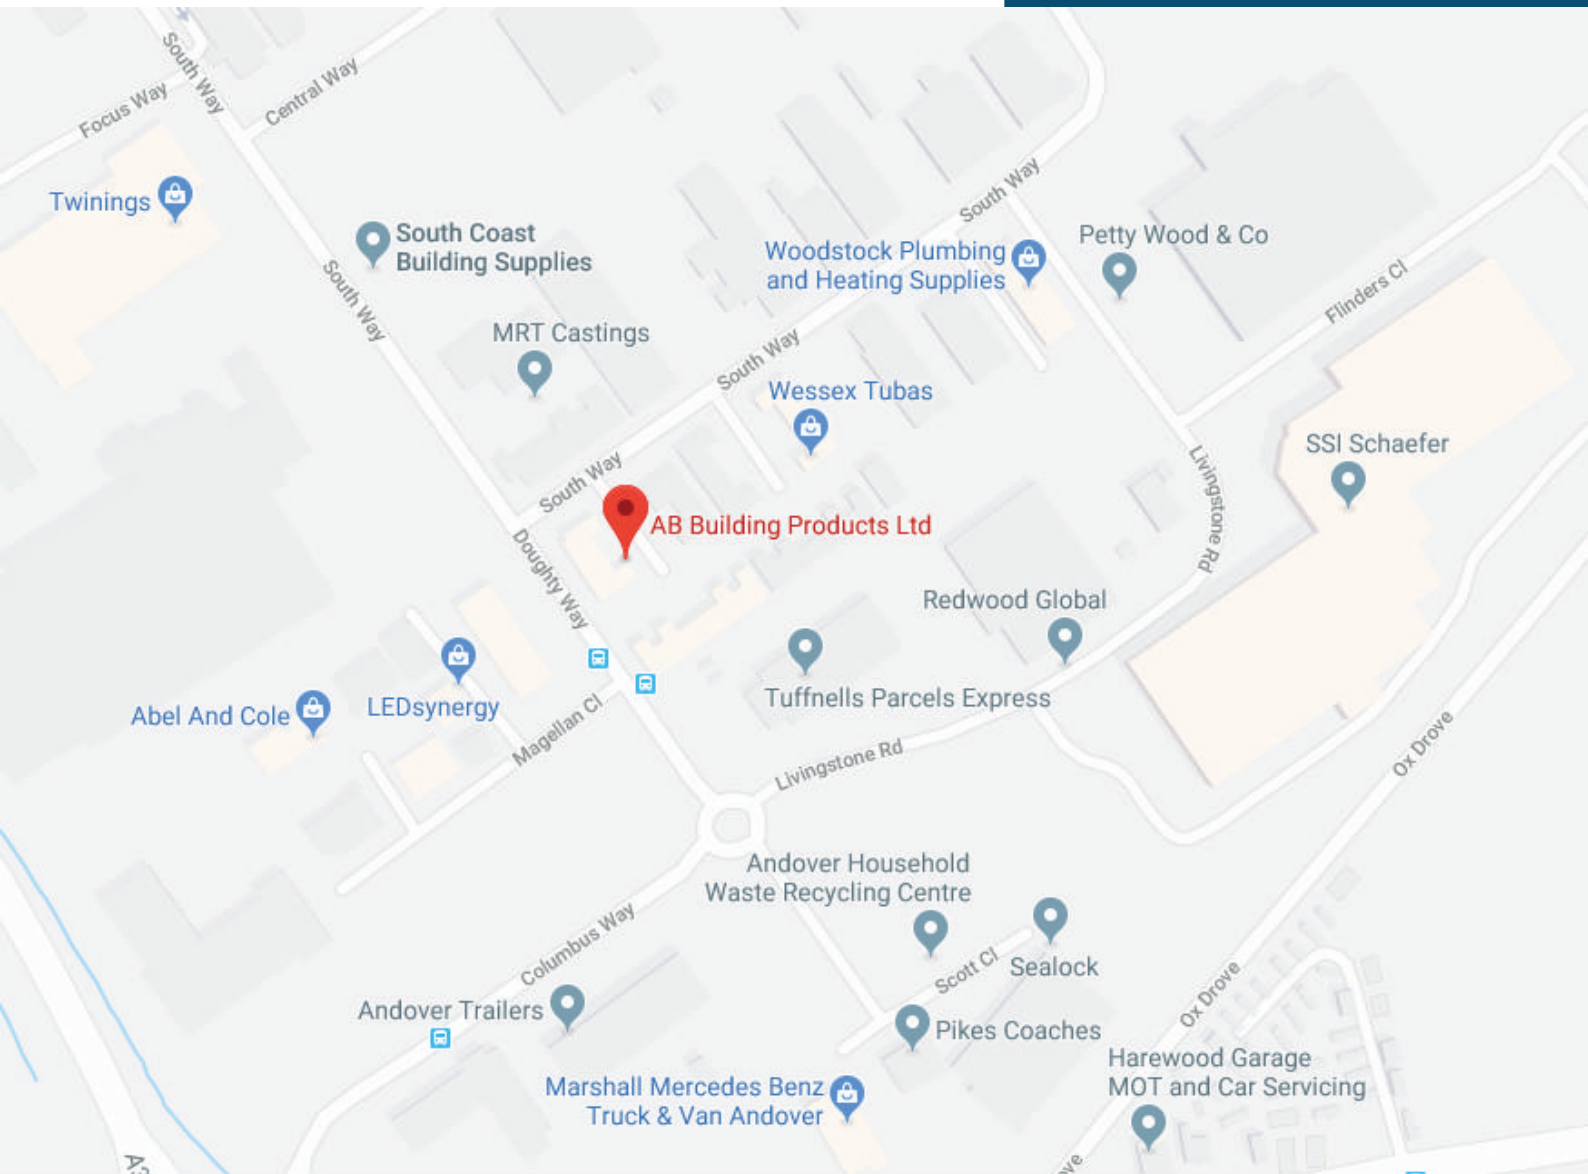 South Way
Central Way
Focus Way
Twinings
South Coast
Building Supplies
South Way
South Way
Woodstock Plumbing
and Heating Supplies
Petty Wood & Co
Flinders Cl
MRT Castings
South Way
Wessex Tubas
South Way
SSI Schaefer
Livingstone Rd
AB Building Products Ltd
Doughty Way
Redwood Global
Tuffnells Parcels Express
LEDsynergy
Abel And Cole
Magellan Cl
Livingstone Rd
Ox Drove
Andover Household
Waste Recycling Centre
Columbus Way
Scott Cl
Sealock
Ox Drove
Andover Trailers
Pikes Coaches
Harewood Garage
MOT and Car Servicing
Marshall Mercedes Benz
Truck & Van Andover